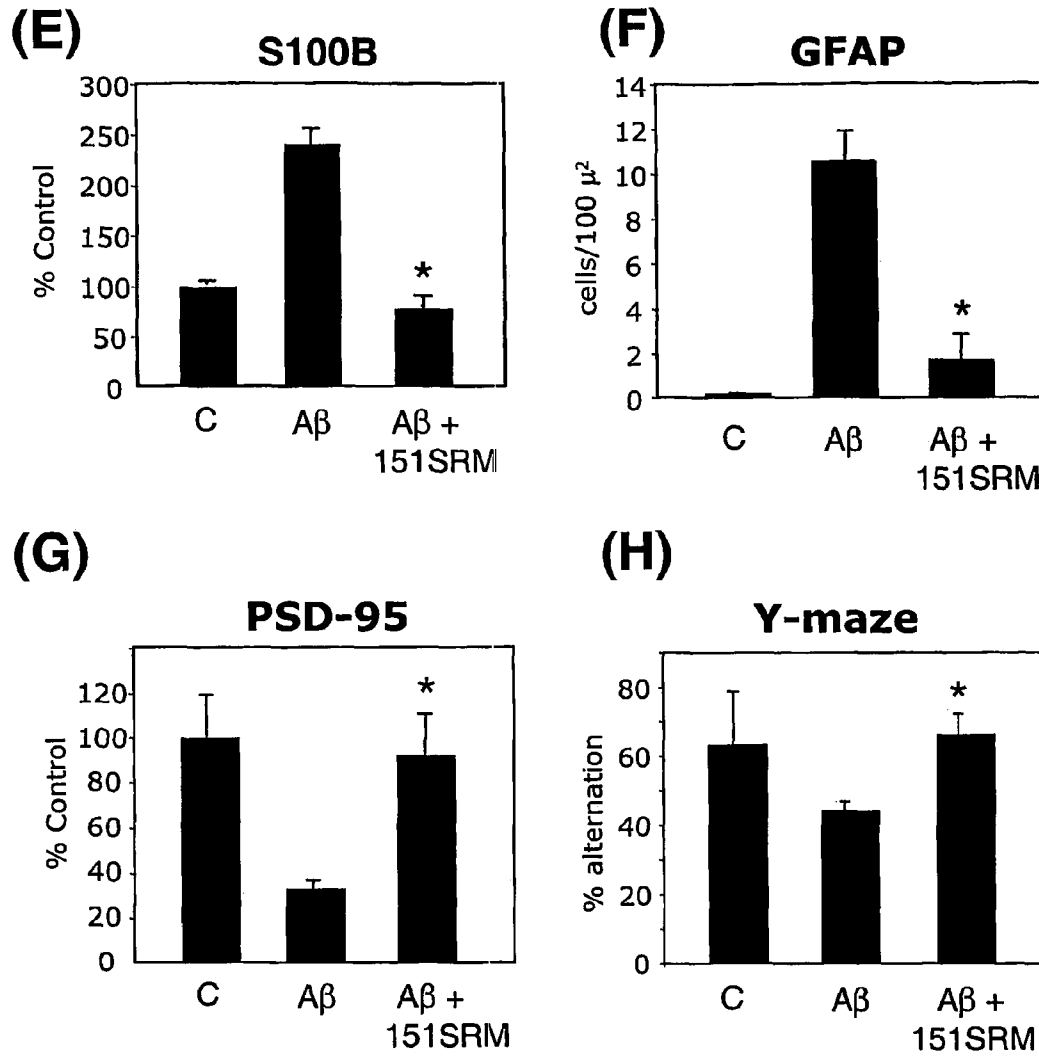 (E)
S100B
% Control
300
250
200
150
100
50
0
*
C
Aβ
Aβ +
151SRM
(F)
GFAP
cells/100 μ²
14
12
10
8
6
4
2
0
*
C
Aβ
Aβ +
151SRM
(G)
PSD-95
% Control
120
100
80
60
40
20
0
*
C
Aβ
Aβ +
151SRM
(H)
Y-maze
% alternation
80
60
40
20
0
*
C
Aβ
Aβ +
151SRM